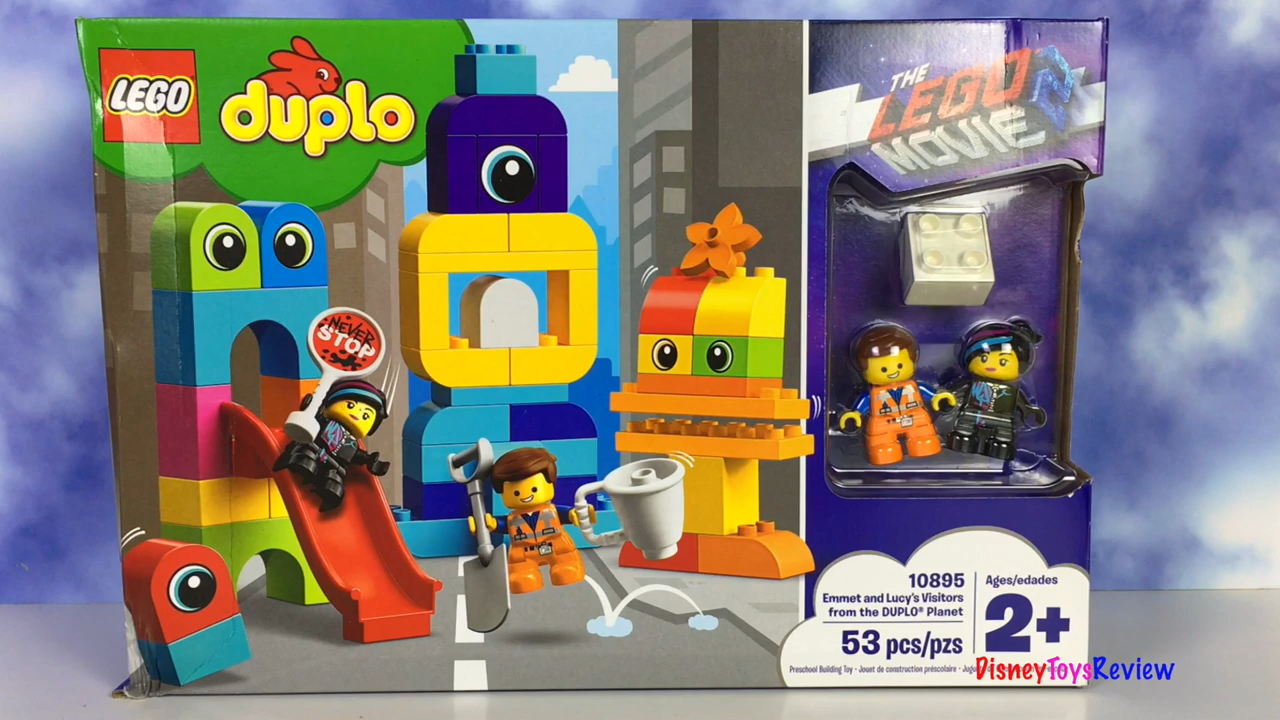 LEGO
duplo
THE
LEGO
MOVIE 2
NEVER
STOP
10895
Emmet and Lucy's Visitors
from the DUPLO® Planet
53 pcs/pzs
Ages/edades
2+
Preschool Building Toy · Jouet de construction préscolaire ·
DisneyToysReview